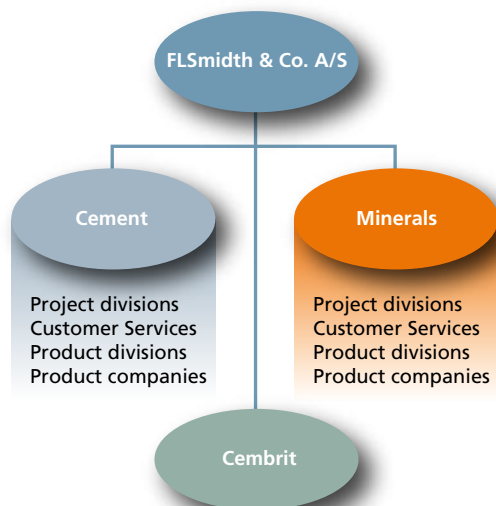 FLSmidth & Co. A/S
Cement
Project divisions
Customer Services
Product divisions
Product companies
Minerals
Project divisions
Customer Services
Product divisions
Product companies
Cembrit